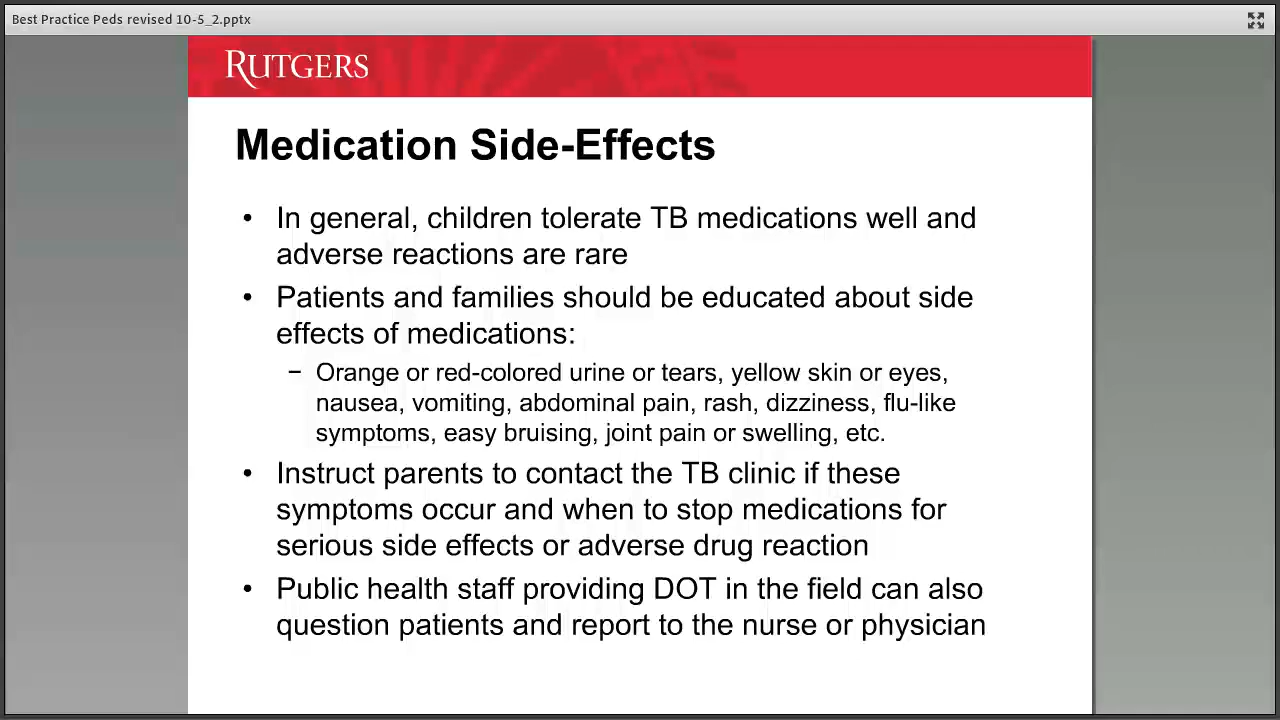 Best Practice Peds revised 10-5_2.pptx
RUTGERS
Medication Side-Effects
• In general, children tolerate TB medications well and
adverse reactions are rare
• Patients and families should be educated about side
effects of medications:
− Orange or red-colored urine or tears, yellow skin or eyes,
nausea, vomiting, abdominal pain, rash, dizziness, flu-like
symptoms, easy bruising, joint pain or swelling, etc.
• Instruct parents to contact the TB clinic if these
symptoms occur and when to stop medications for
serious side effects or adverse drug reaction
• Public health staff providing DOT in the field can also
question patients and report to the nurse or physician